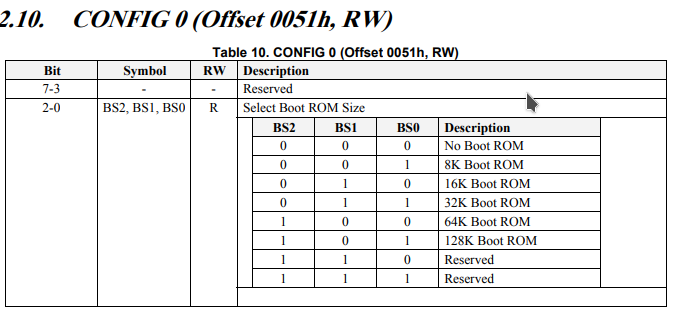 2.10. CONFIG 0 (Offset 0051h, RW)
Table 10. CONFIG 0 (Offset 0051h, RW)
Bit Symbol RW Description
7-3 - - Reserved
2-0 BS2, BS1, BS0 R Select Boot ROM Size
BS2 BS1 BS0 Description
0 0 0 No Boot ROM
0 0 1 8K Boot ROM
0 1 0 16K Boot ROM
0 1 1 32K Boot ROM
1 0 0 64K Boot ROM
1 0 1 128K Boot ROM
1 1 0 Reserved
1 1 1 Reserved